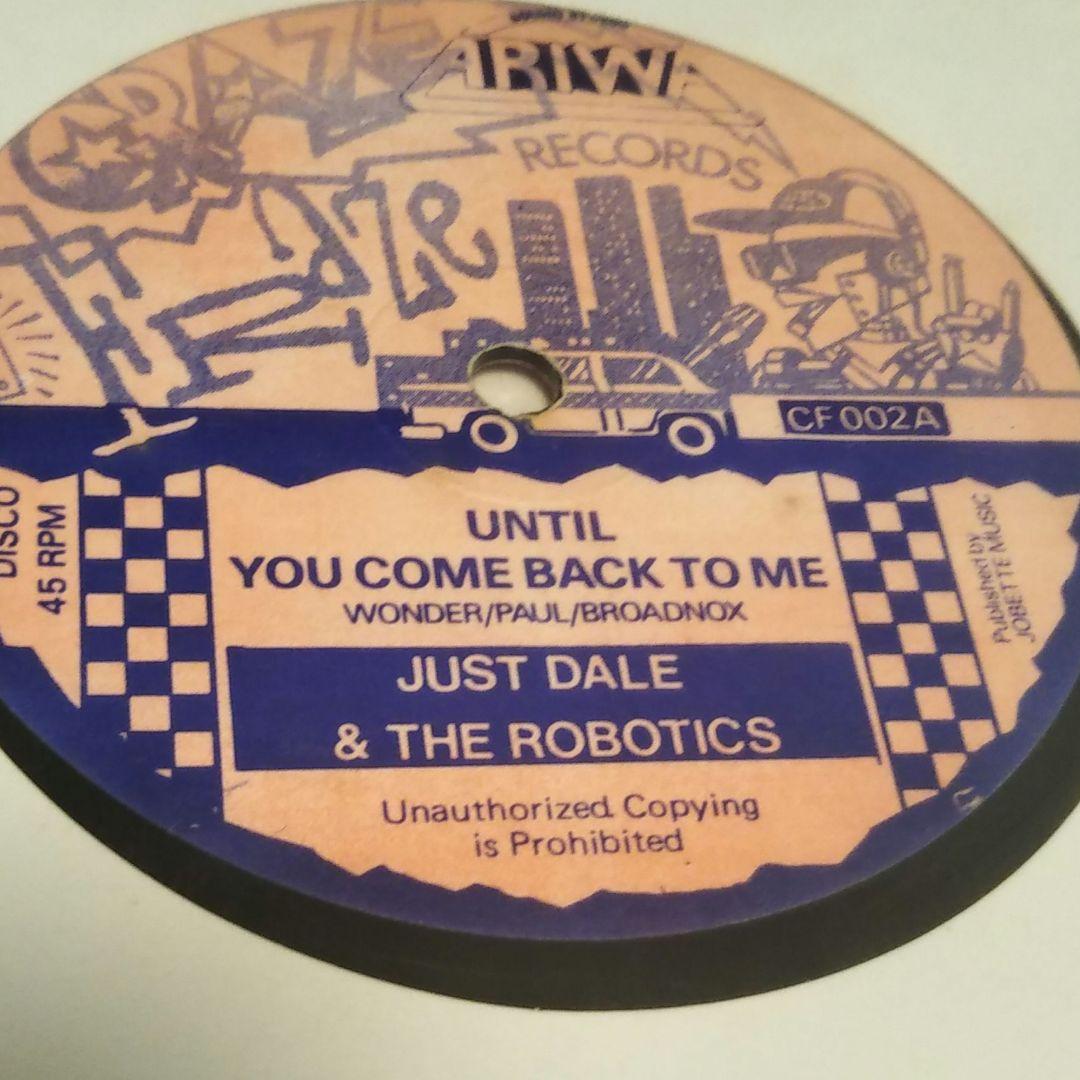 ARIWA
RECORDS
CRAZE
CF 002A
DISCO
45 RPM
UNTIL
YOU COME BACK TO ME
WONDER/PAUL/BROADNOX
JUST DALE
& THE ROBOTICS
Unauthorized Copying
is Prohibited
Published by
JOBETTE MUSIC